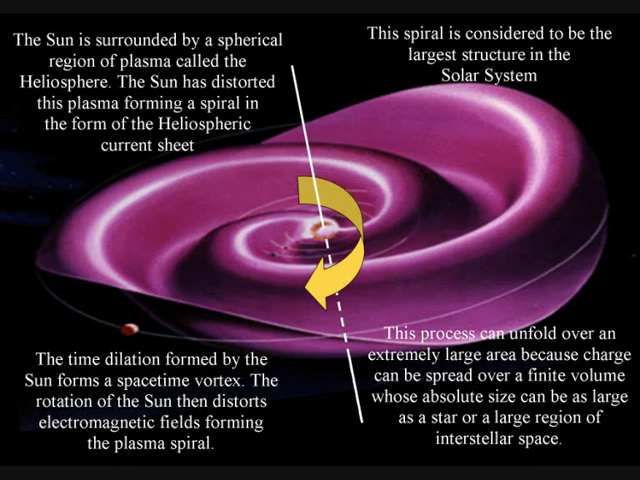 The Sun is surrounded by a spherical
region of plasma called the
Heliosphere. The Sun has distorted
this plasma forming a spiral in
the form of the Heliospheric
current sheet
This spiral is considered to be the
largest structure in the
Solar System
The time dilation formed by the
Sun forms a spacetime vortex. The
rotation of the Sun then distorts
electromagnetic fields forming
the plasma spiral.
This process can unfold over an
extremely large area because charge
can be spread over a finite volume
whose absolute size can be as large
as a star or a large region of
interstellar space.